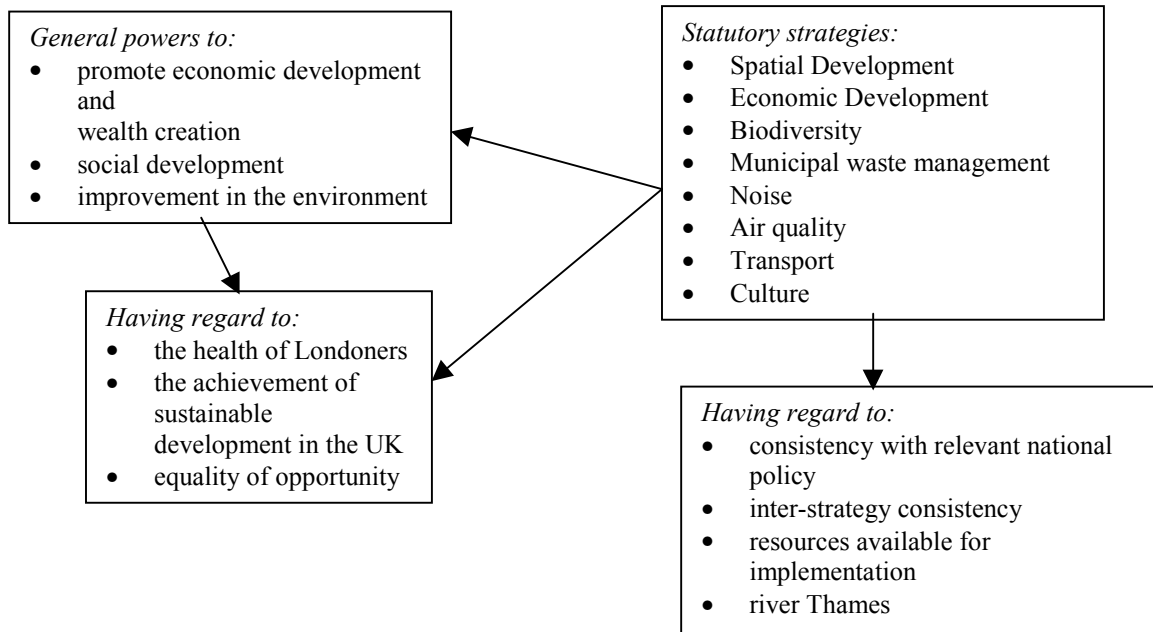 General powers to:
• promote economic development
and
wealth creation
• social development
• improvement in the environment
Statutory strategies:
• Spatial Development
• Economic Development
• Biodiversity
• Municipal waste management
• Noise
• Air quality
• Transport
• Culture
Having regard to:
• the health of Londoners
• the achievement of
sustainable
development in the UK
• equality of opportunity
Having regard to:
• consistency with relevant national
policy
• inter-strategy consistency
• resources available for
implementation
• river Thames